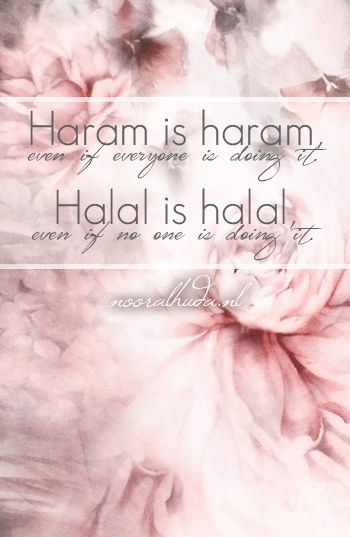 Haram is haram,
even if everyone is doing it.
Halal is halal,
even if no one is doing it.
nooralhuda.nl